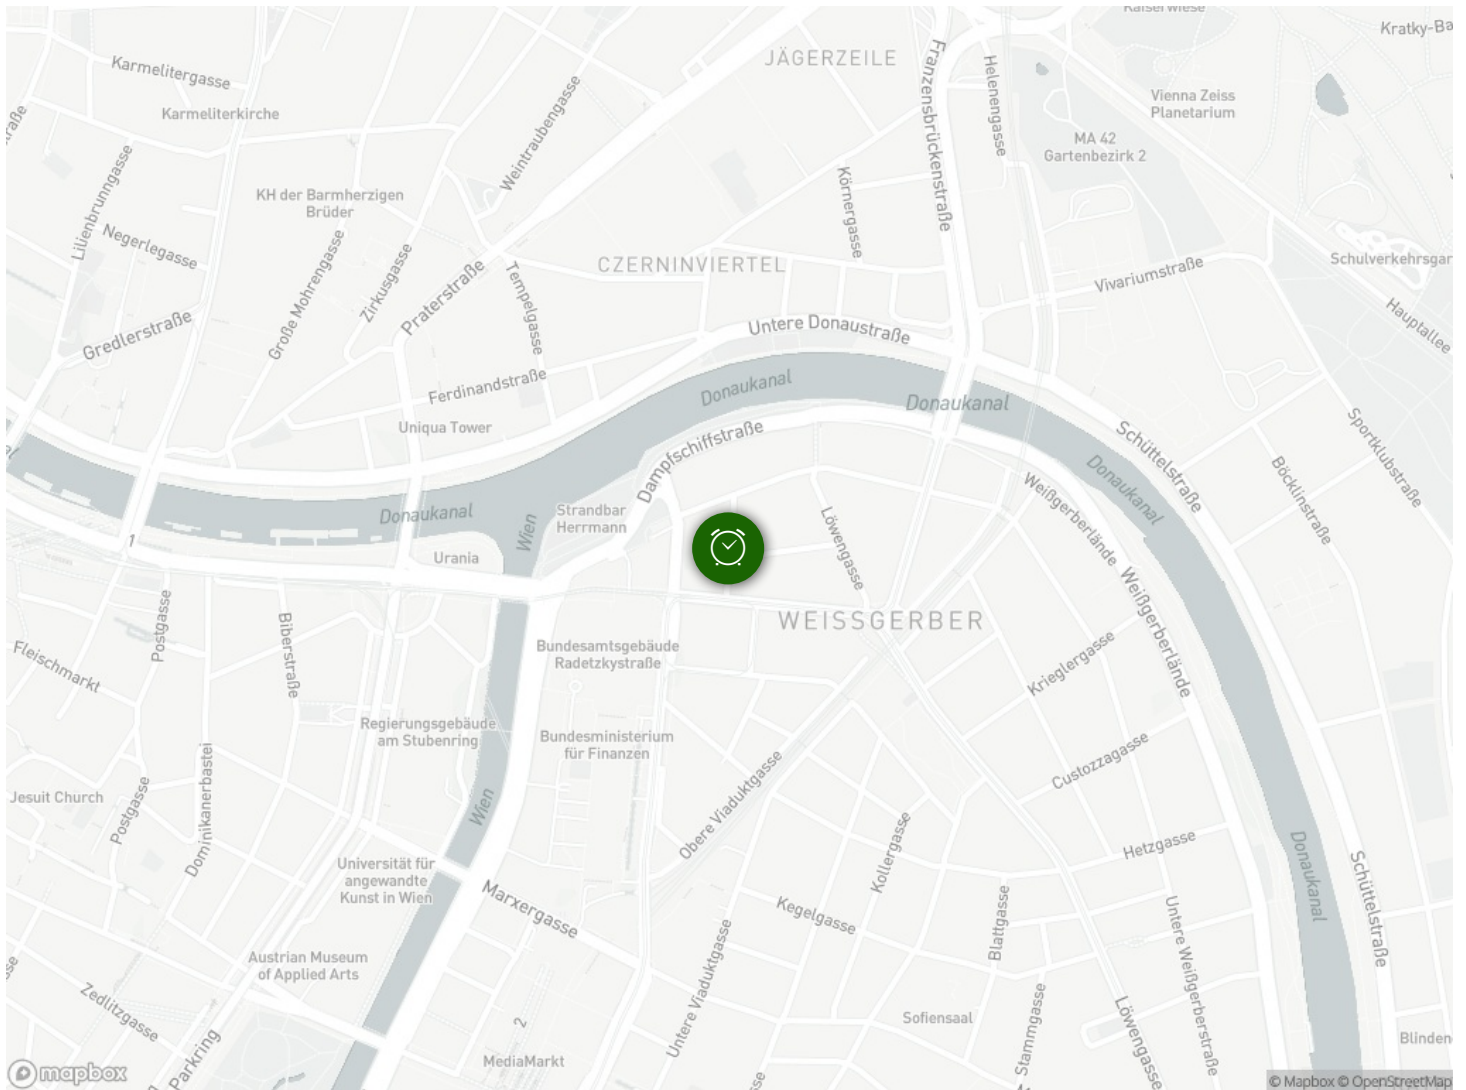 Kaiserwiese
Kratky-Ba
JÄGERZEILE
Franzensbrückenstraße
Helenengasse
Karmelitergasse
Karmeliterkirche
Weintraubengasse
Vienna Zeiss
Planetarium
MA 42
Gartenbezirk 2
raße
Lilienbrunngasse
KH der Barmherzigen
Brüder
Körnergasse
Negerlegasse
Große Mohrengasse
Zirkusgasse
Praterstraße
Tempelgasse
CZERNINVIERTEL
Vivariumstraße
Schulverkehrsgar
Hauptallee
Gredlerstraße
Untere Donaustraße
Ferdinandstraße
Donaukanal
Donaukanal
Uniqua Tower
Dampfschiffstraße
Schüttelstraße
Sportklubstraße
Böcklinstraße
Donaukanal
Weißgerberlände
Donaukanal
Wien
Strandbar
Herrmann
Löwengasse
1
Urania
Weißgerberlände
WEISSGERBER
Postgasse
Biberstraße
Fleischmarkt
Bundesamtsgebäude
Radetzkystraße
Krieglergasse
Regierungsgebäude
am Stubenring
Bundesministerium
für Finanzen
Custozzagasse
Jesuit Church
Postgasse
Dominikanerbastei
Wien
Obere Viaduktgasse
Kollergasse
Hetzgasse
Donaukanal
Schüttelstraße
Universität für
angewandte
Kunst in Wien
Marxergasse
Kegelgasse
Blattgasse
Untere Weißgerberstraße
Untere Viaduktgasse
Austrian Museum
of Applied Arts
Zedlitzgasse
Parkring
2
MediaMarkt
Sofiensaal
Stammgasse
Löwengasse
Blinden
mapbox
© Mapbox © OpenStreetMap